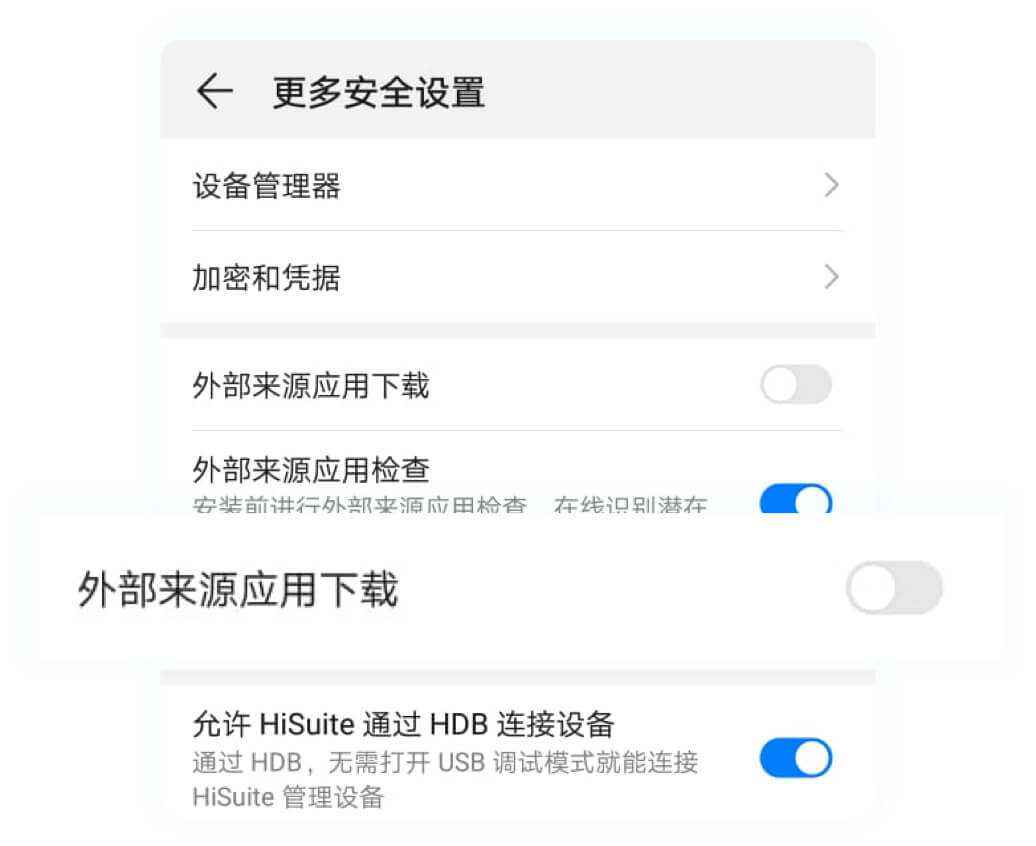 更多安全设置
设备管理器
加密和凭据
外部来源应用下载
外部来源应用检查
安装前进行外部来源应用检查，在线识别潜在
外部来源应用下载
允许 HiSuite 通过 HDB 连接设备
通过 HDB，无需打开 USB 调试模式就能连接
HiSuite 管理设备